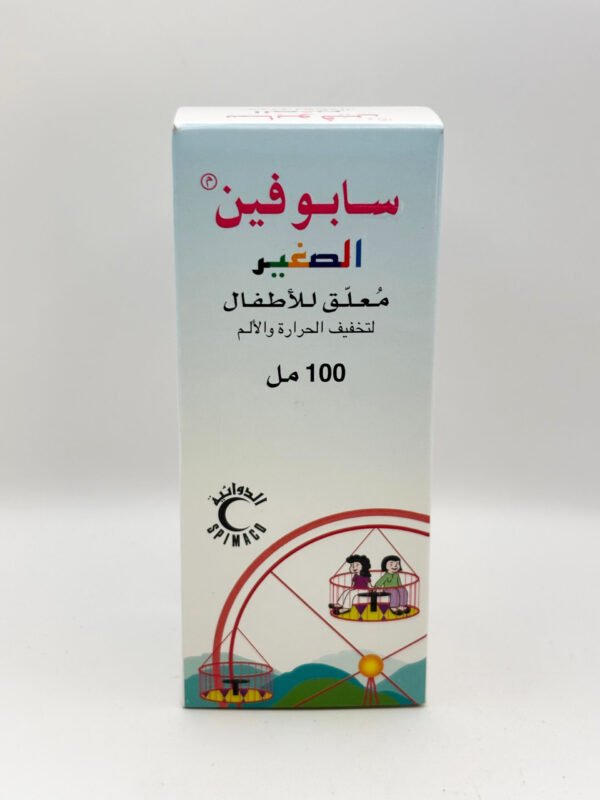 سابوفين م
الصغير
مُعلّق للأطفال
لتخفيف الحرارة والألم
100 مل
الدوائية
SPIMACO